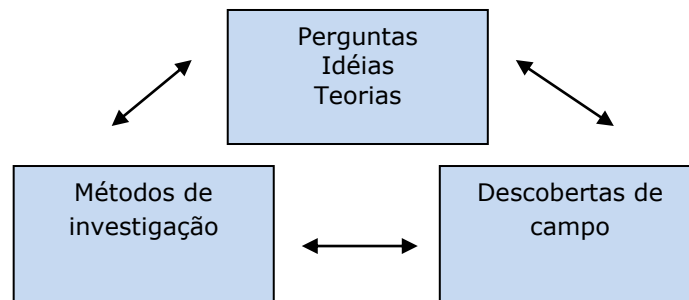 Perguntas
Idéias
Teorias
Métodos de
investigação
Descobertas de
campo